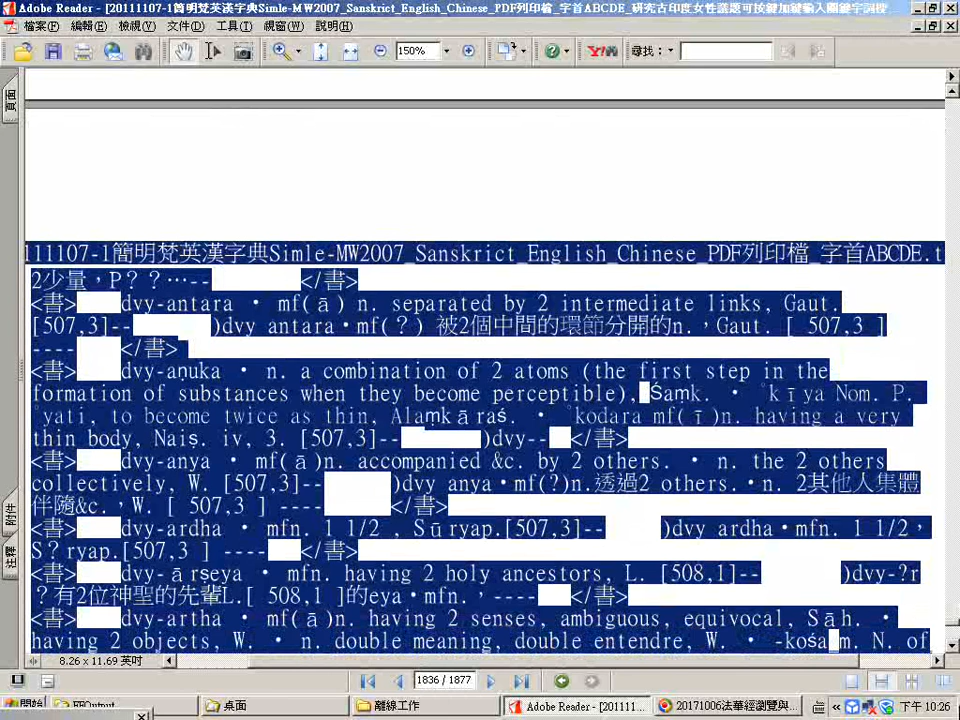 Adobe Reader - [20111107-1簡明梵英漢字典Simle-MW2007_Sanskrict_English_Chinese_PDF列印檔_字首ABCDE_研究古印度女性議題可按鍵加鍵輸入關鍵字詞搜
檔案(F) 編輯(E) 檢視(V) 文件(D) 工具(T) 視窗(W) 說明(H)
150% Y! 尋找：
頁面
111107-1簡明梵英漢字典Simle-MW2007_Sanskrict_English_Chinese_PDF列印檔_字首ABCDE.t
2少量，P？？…-- </書>
<書> dvy-antara • mf(ā) n. separated by 2 intermediate links, Gaut.
[507,3]-- )dvy antara•mf(？) 被2個中間的環節分開的n.，Gaut. [ 507,3 ]
---- </書>
<書> dvy-aṇuka • n. a combination of 2 atoms (the first step in the
formation of substances when they become perceptible), Śaṃk. • °kīya Nom. P.
°yati, to become twice as thin, Alaṃkāraś. • °kodara mf(ī)n. having a very
thin body, Naiṣ. iv, 3. [507,3]-- )dvy-- </書>
<書> dvy-anya • mf(ā)n. accompanied &c. by 2 others. • n. the 2 others
collectively, W. [507,3]-- )dvy anya•mf(?)n.透過2 others.•n. 2其他人集體
伴隨&c.，W. [ 507,3 ] ---- </書>
<書> dvy-ardha • mfn. 1 1/2 , Sūryap.[507,3]-- )dvy ardha•mfn. 1 1/2，
S？ryap.[507,3 ] ---- </書>
<書> dvy-ārṣeya • mfn. having 2 holy ancestors, L. [508,1]-- )dvy-?r
？有2位神聖的先輩L.[ 508,1 ]的eya•mfn.，---- </書>
<書> dvy-artha • mf(ā)n. having 2 senses, ambiguous, equivocal, Sāh. •
having 2 objects, W. • n. double meaning, double entendre, W. • -kośa m. N. of
附件
注釋
8.26 x 11.69 英吋
1836 / 1877
開始 FFOutput 桌面 離線工作 Adobe Reader - [20111... 20171006法華經瀏覽與... 下午 10:26